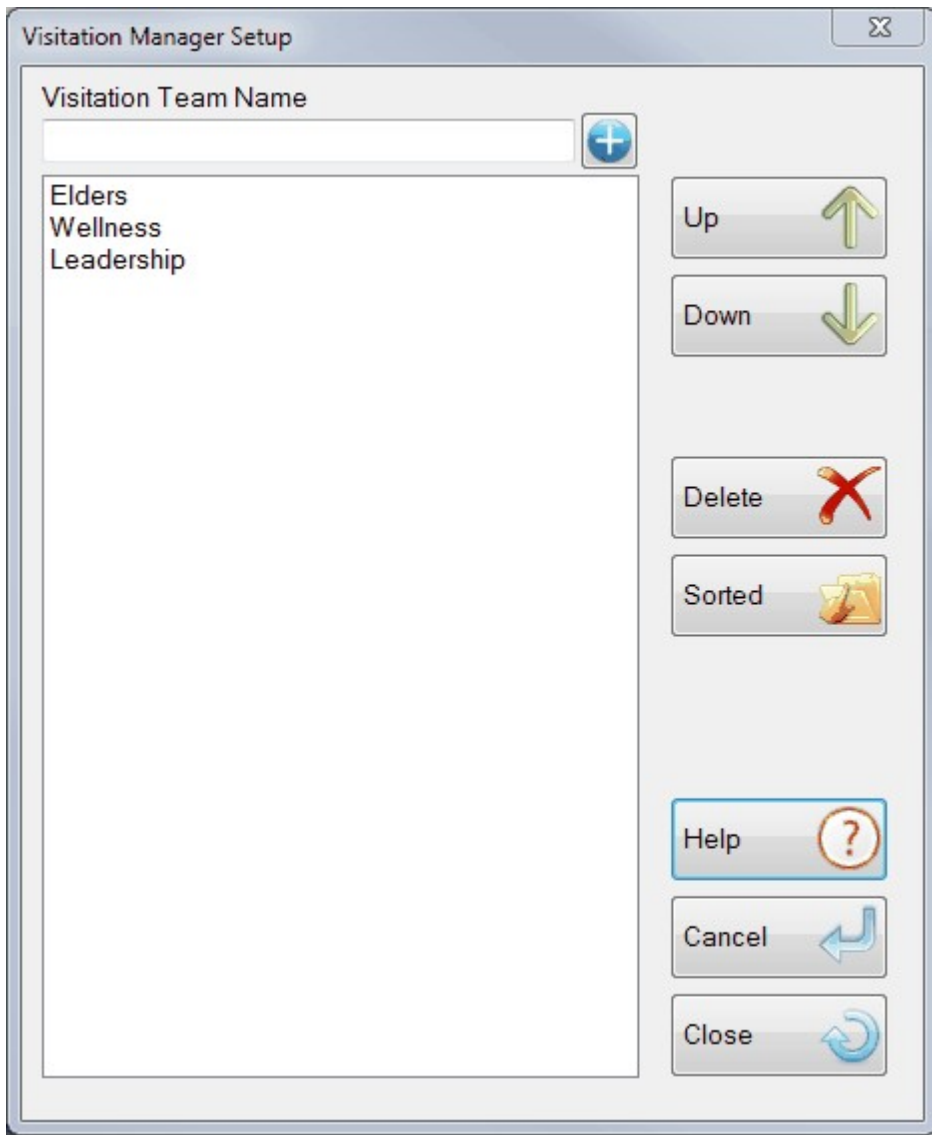 Visitation Manager Setup
Visitation Team Name
Elders
Wellness
Leadership
Up
Down
Delete
Sorted
Help
?
Cancel
Close